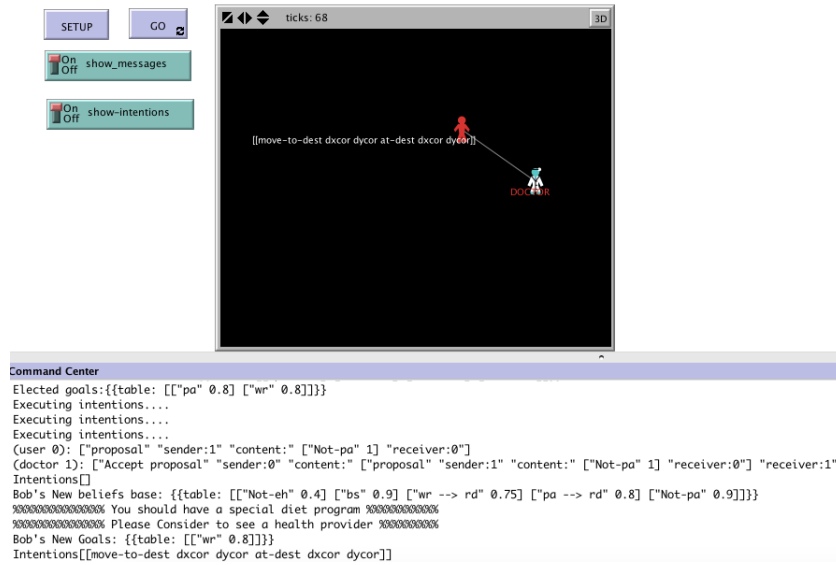 SETUP
GO
ticks: 68
3D
On
Off
show_messages
On
Off
show-intentions
[[move-to-dest dxcor dycor at-dest dxcor dycor]]
DOCTOR
Command Center
Elected goals:{{table: [["pa" 0.8] ["wr" 0.8]]}}
Executing intentions....
Executing intentions....
Executing intentions....
(user 0): ["proposal" "sender:1" "content:" ["Not-pa" 1] "receiver:0"]
(doctor 1): ["Accept proposal" "sender:0" "content:" ["proposal" "sender:1" "content:" ["Not-pa" 1] "receiver:0"] "receiver:1"
Intentions[]
Bob's New beliefs base: {{table: [["Not-eh" 0.4] ["bs" 0.9] ["wr --> rd" 0.75] ["pa --> rd" 0.8] ["Not-pa" 0.9]]}}
%%%%%%%%%%%%%% You should have a special diet program %%%%%%%%%%%
%%%%%%%%%%%%%% Please Consider to see a health provider %%%%%%%%%
Bob's New Goals: {{table: [["wr" 0.8]]}}
Intentions[[move-to-dest dxcor dycor at-dest dxcor dycor]]